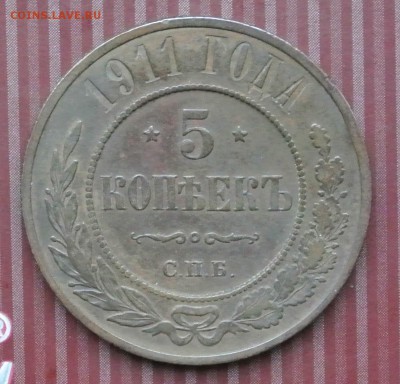 COINS.LAVE.RU
1911 ГОДА
* 5 *
КОПѢЕКЪ
С.П.Б.
®